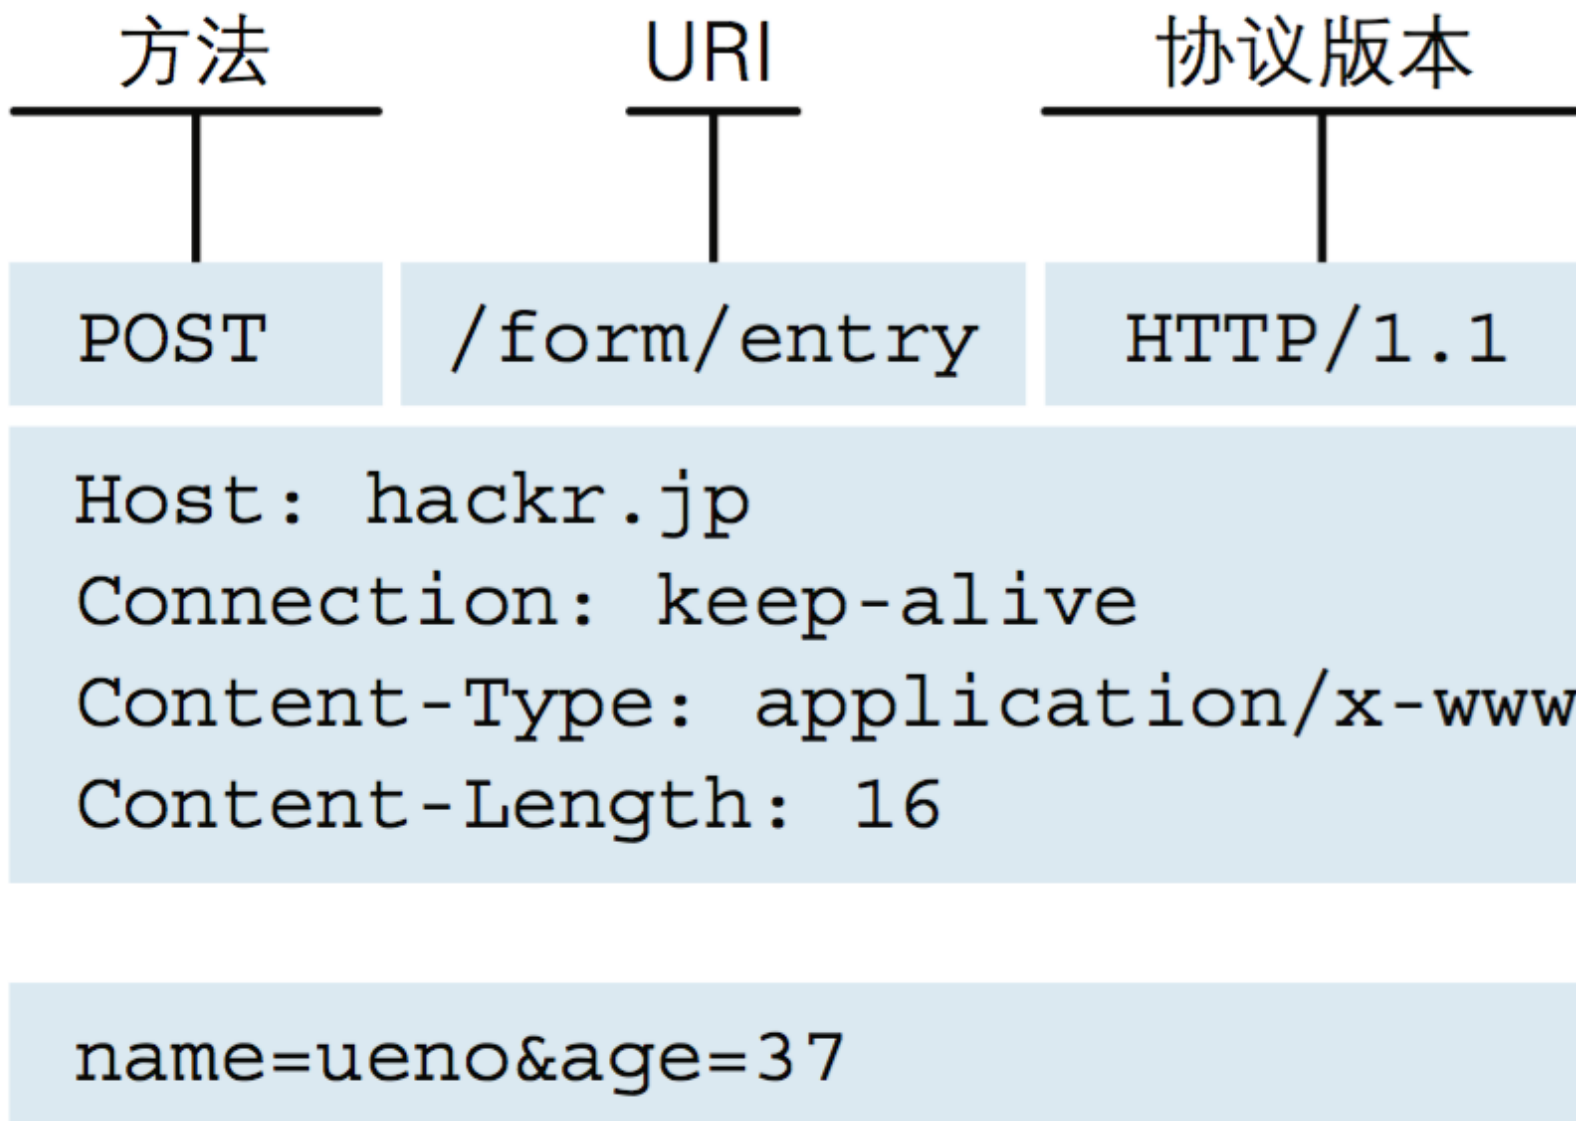 方法 URI 协议版本
POST /form/entry HTTP/1.1
Host: hackr.jp
Connection: keep-alive
Content-Type: application/x-www
Content-Length: 16
name=ueno&age=37